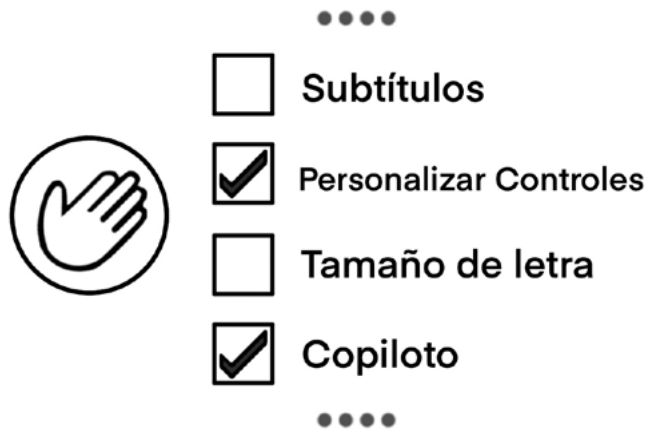 Subtítulos
Personalizar Controles
Tamaño de letra
Copiloto